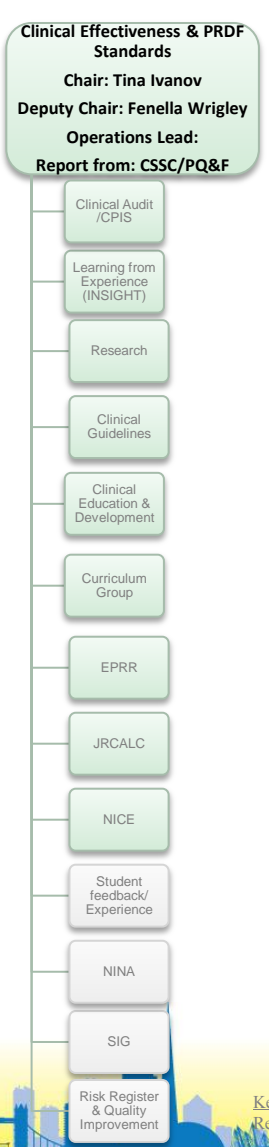 Clinical Effectiveness & PRDF
Standards
Chair: Tina Ivanov
Deputy Chair: Fenella Wrigley
Operations Lead:
Report from: CSSC/PQ&F
Clinical Audit
/CPIS
Learning from
Experience
(INSIGHT)
Research
Clinical
Guidelines
Clinical
Education &
Development
Curriculum
Group
EPRR
JRCALC
NICE
Student
feedback/
Experience
NINA
SIG
Risk Register
& Quality
Improvement